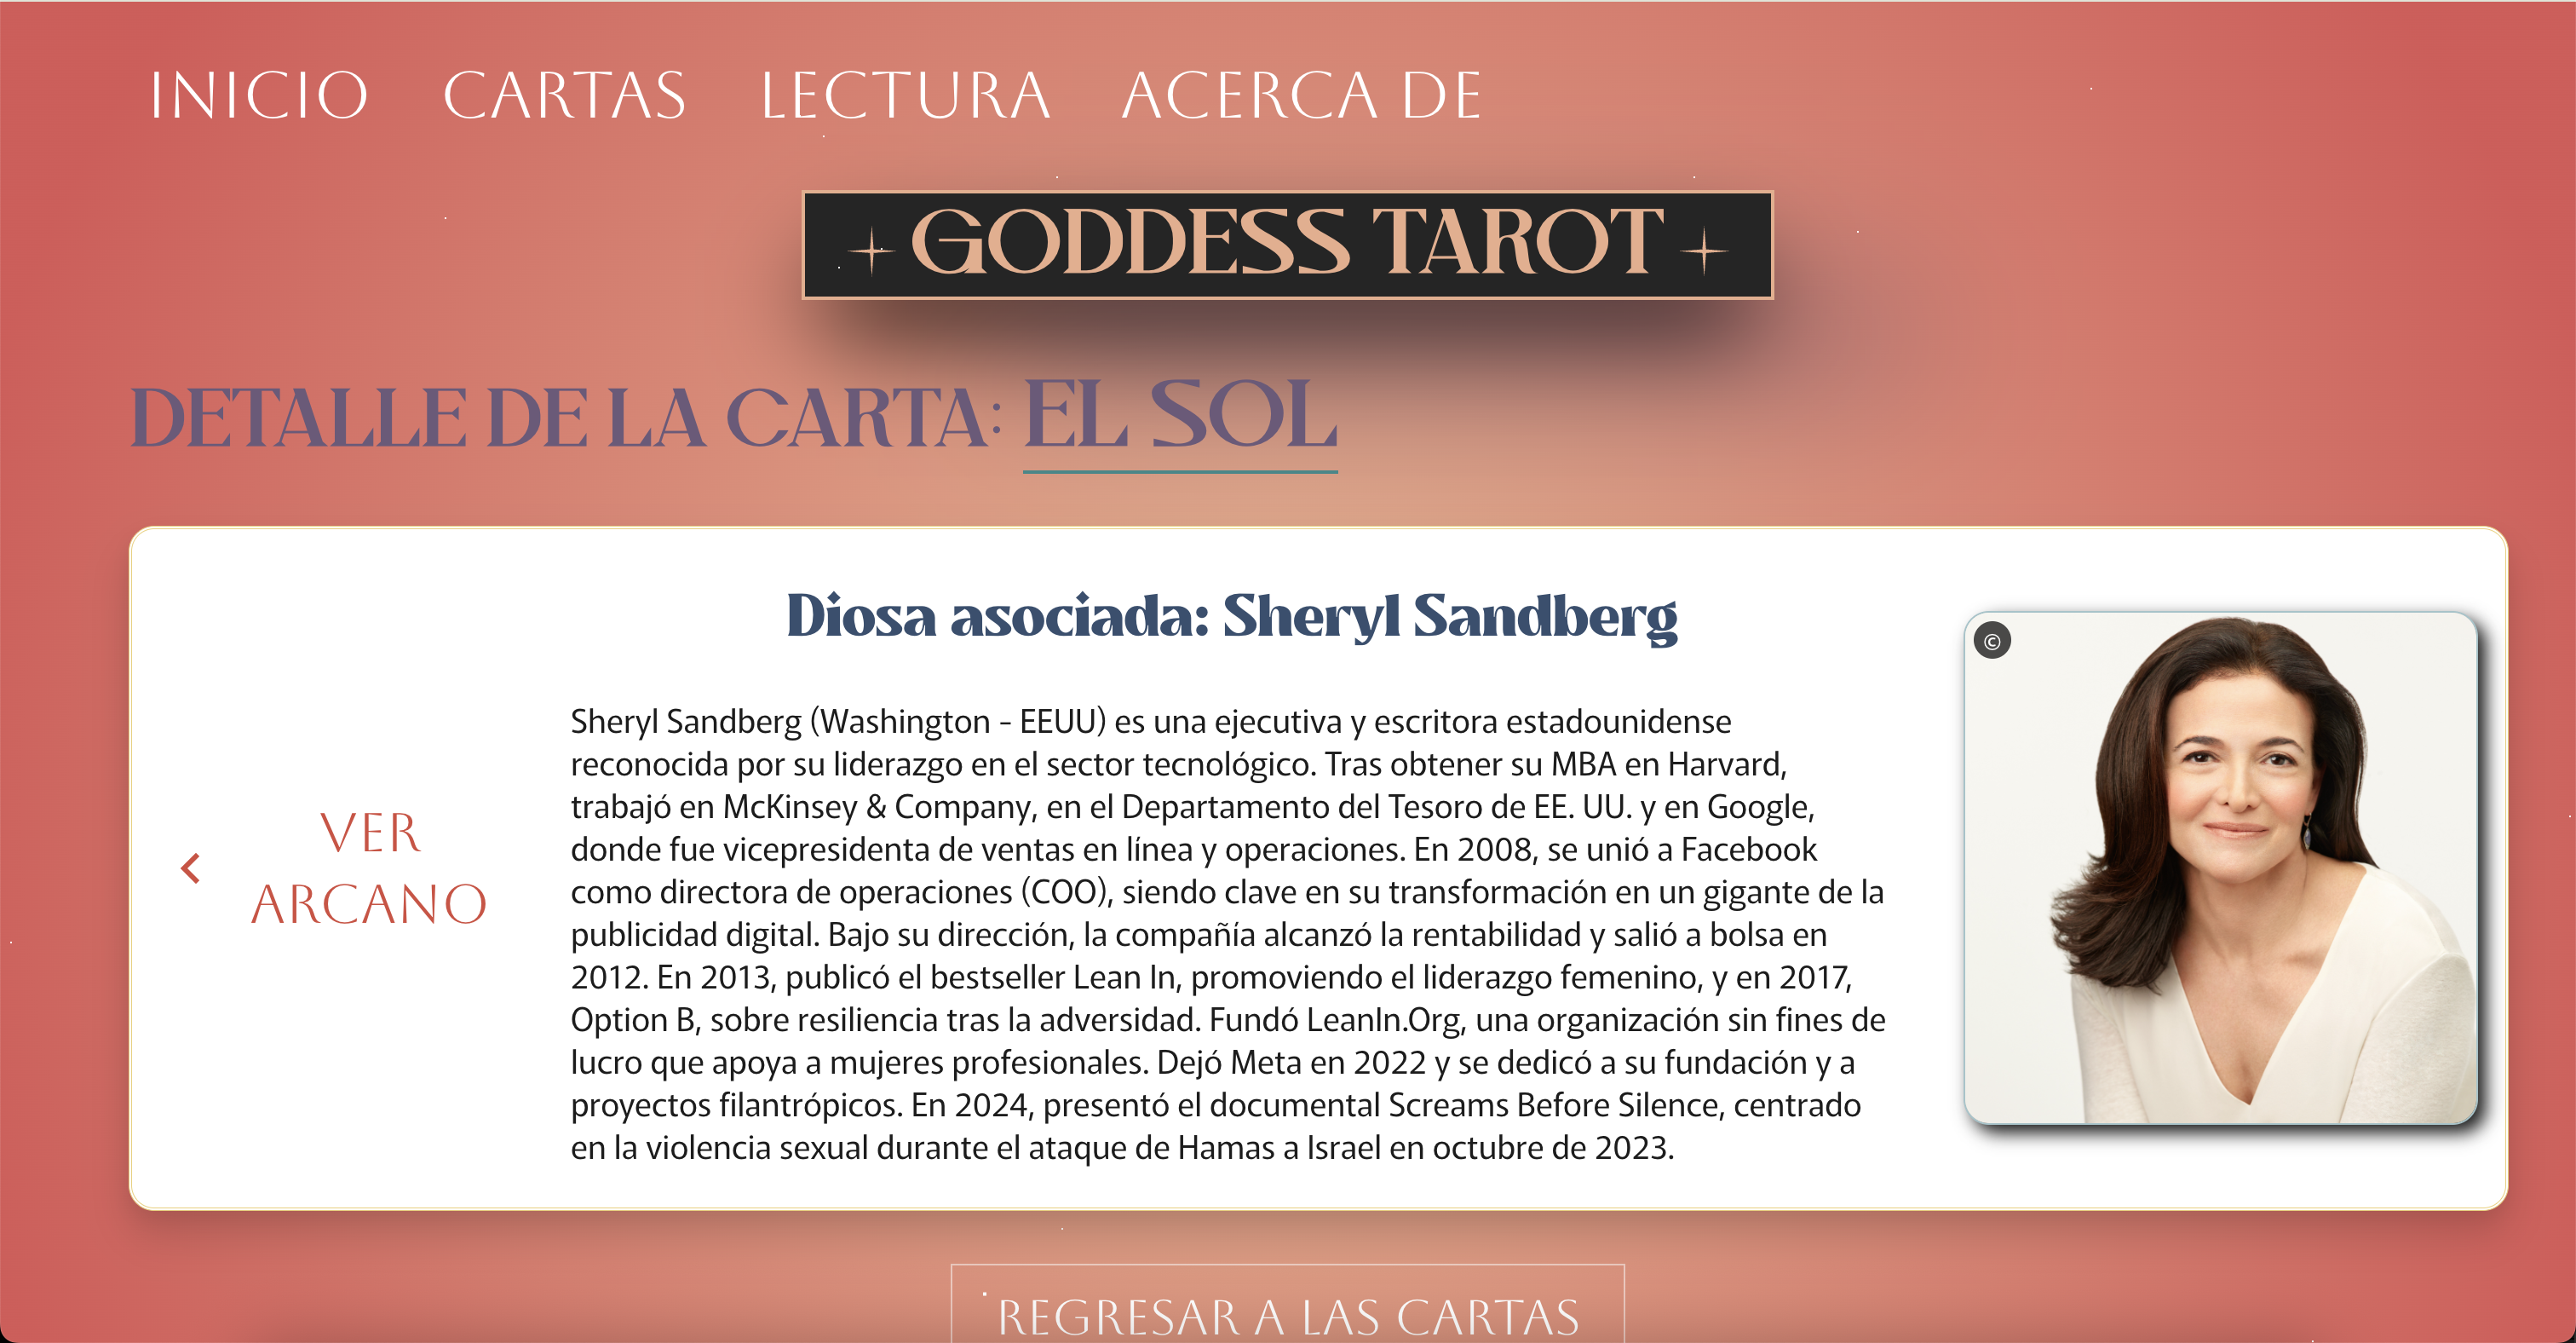 INICIO CARTAS LECTURA ACERCA DE
GODDESS TAROT
DETALLE DE LA CARTA: EL SOL
Diosa asociada: Sheryl Sandberg
©
Sheryl Sandberg (Washington - EEUU) es una ejecutiva y escritora estadounidense
reconocida por su liderazgo en el sector tecnológico. Tras obtener su MBA en Harvard,
trabajó en McKinsey & Company, en el Departamento del Tesoro de EE. UU. y en Google,
donde fue vicepresidenta de ventas en línea y operaciones. En 2008, se unió a Facebook
como directora de operaciones (COO), siendo clave en su transformación en un gigante de la
publicidad digital. Bajo su dirección, la compañía alcanzó la rentabilidad y salió a bolsa en
2012. En 2013, publicó el bestseller Lean In, promoviendo el liderazgo femenino, y en 2017,
Option B, sobre resiliencia tras la adversidad. Fundó LeanIn.Org, una organización sin fines de
lucro que apoya a mujeres profesionales. Dejó Meta en 2022 y se dedicó a su fundación y a
proyectos filantrópicos. En 2024, presentó el documental Screams Before Silence, centrado
en la violencia sexual durante el ataque de Hamas a Israel en octubre de 2023.
VER
ARCANO
REGRESAR A LAS CARTAS